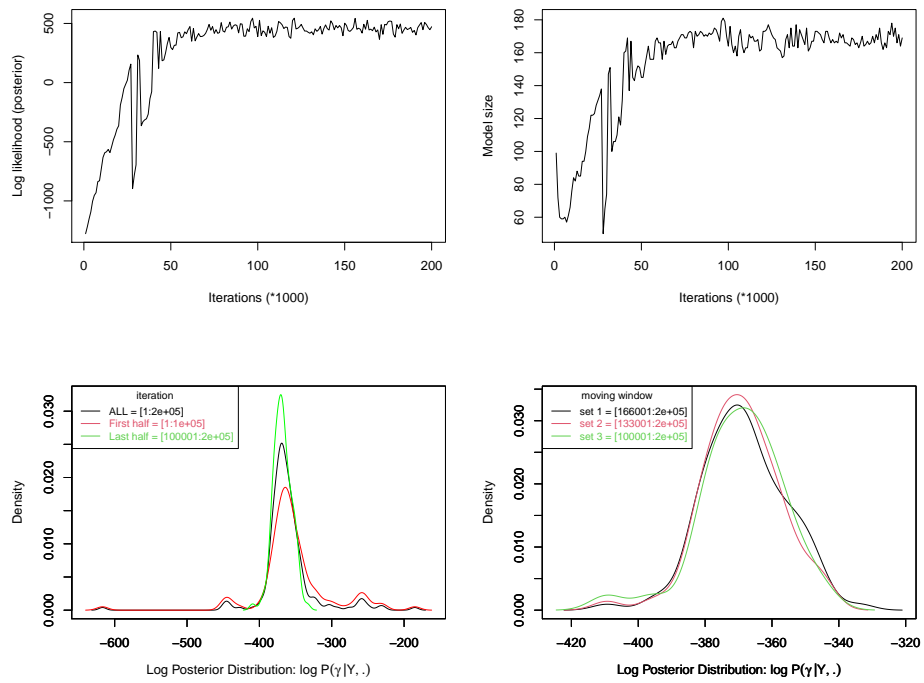 Log likelihood (posterior)
500
0
−500
−1000
0
50
100
150
200
Iterations (*1000)
Model size
180
160
140
120
100
80
60
0
50
100
150
200
Iterations (*1000)
Density
0.030
0.020
0.010
0.000
iteration
ALL = [1:2e+05]
First half = [1:1e+05]
Last half = [100001:2e+05]
−600
−500
−400
−300
−200
Log Posterior Distribution: log P(γ|Y, .)
Density
0.030
0.020
0.010
0.000
moving window
set 1 = [166001:2e+05]
set 2 = [133001:2e+05]
set 3 = [100001:2e+05]
−420
−400
−380
−360
−340
−320
Log Posterior Distribution: log P(γ|Y, .)